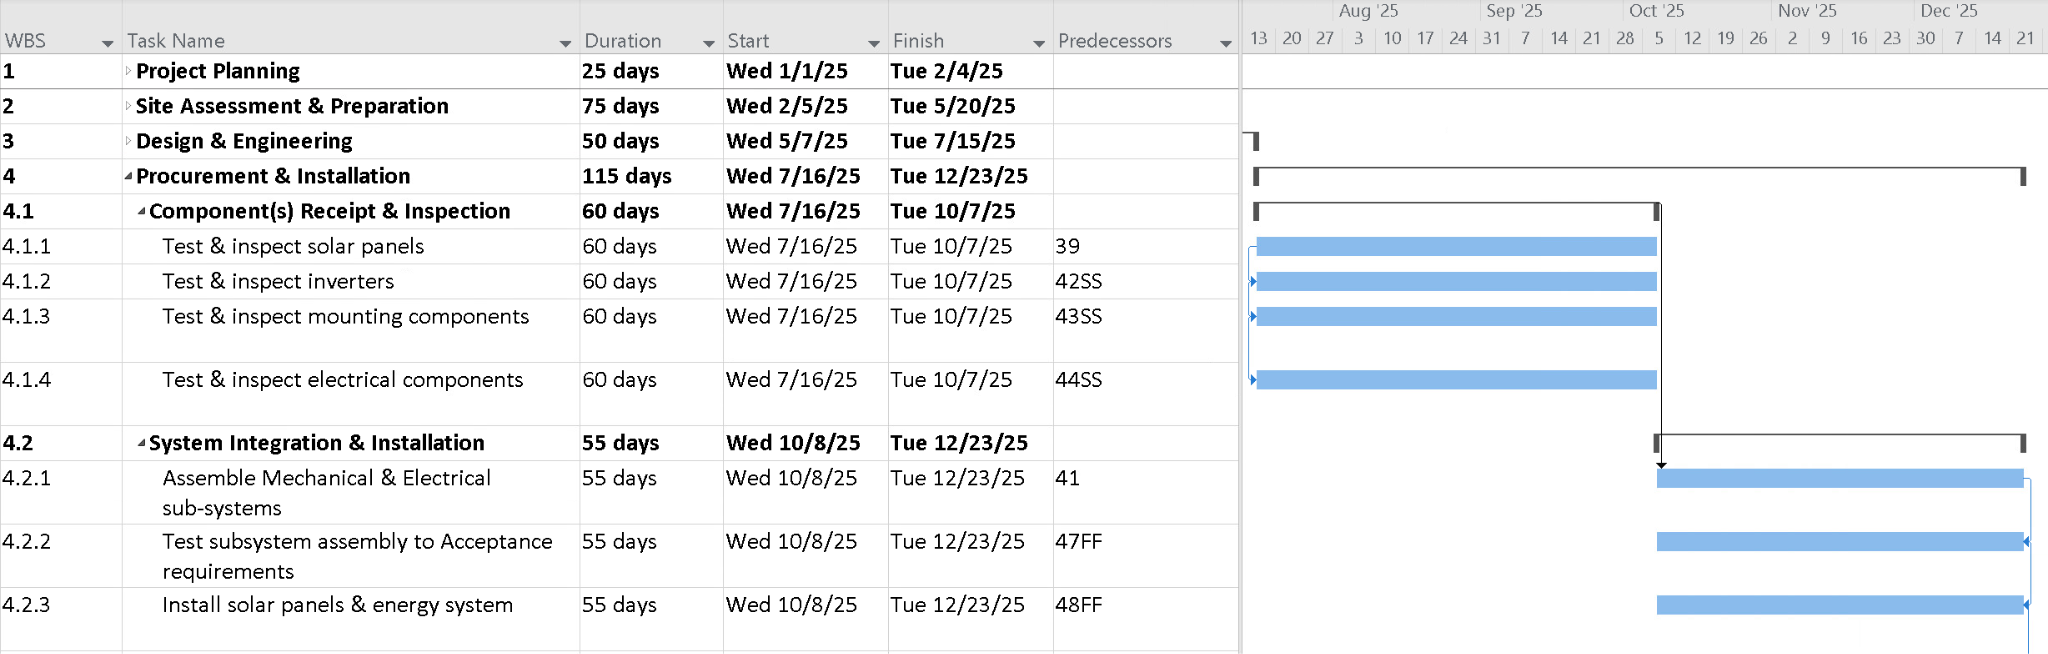 Aug '25 Sep '25 Oct '25 Nov '25 Dec '25
WBS Task Name Duration Start Finish Predecessors 13 20 27 3 10 17 24 31 7 14 21 28 5 12 19 26 2 9 16 23 30 7 14 21
1 Project Planning 25 days Wed 1/1/25 Tue 2/4/25
2 Site Assessment & Preparation 75 days Wed 2/5/25 Tue 5/20/25
3 Design & Engineering 50 days Wed 5/7/25 Tue 7/15/25
4 Procurement & Installation 115 days Wed 7/16/25 Tue 12/23/25
4.1 Component(s) Receipt & Inspection 60 days Wed 7/16/25 Tue 10/7/25
4.1.1 Test & inspect solar panels 60 days Wed 7/16/25 Tue 10/7/25 39
4.1.2 Test & inspect inverters 60 days Wed 7/16/25 Tue 10/7/25 42SS
4.1.3 Test & inspect mounting components 60 days Wed 7/16/25 Tue 10/7/25 43SS
4.1.4 Test & inspect electrical components 60 days Wed 7/16/25 Tue 10/7/25 44SS
4.2 System Integration & Installation 55 days Wed 10/8/25 Tue 12/23/25
4.2.1 Assemble Mechanical & Electrical 55 days Wed 10/8/25 Tue 12/23/25 41
sub-systems
4.2.2 Test subsystem assembly to Acceptance 55 days Wed 10/8/25 Tue 12/23/25 47FF
requirements
4.2.3 Install solar panels & energy system 55 days Wed 10/8/25 Tue 12/23/25 48FF